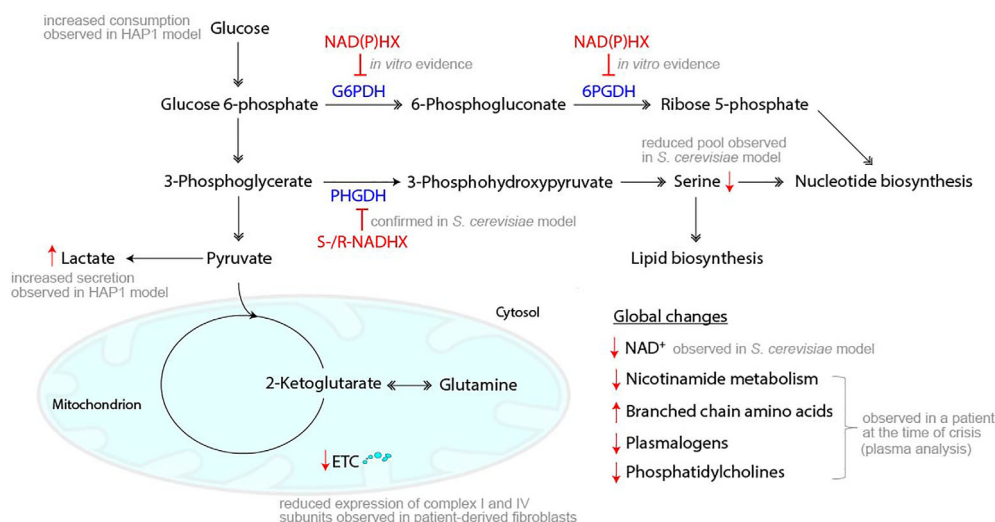 increased consumption
observed in HAP1 model
Glucose
NAD(P)HX
in vitro evidence
NAD(P)HX
in vitro evidence
Glucose 6-phosphate
G6PDH
6-Phosphogluconate
6PGDH
Ribose 5-phosphate
reduced pool observed
in S. cerevisiae model
3-Phosphoglycerate
PHGDH
3-Phosphohydroxypyruvate
Serine ↓
Nucleotide biosynthesis
confirmed in S. cerevisiae model
S-/R-NADHX
↑ Lactate
Pyruvate
Lipid biosynthesis
increased secretion
observed in HAP1 model
Cytosol
Mitochondrion
2-Ketoglutarate
Glutamine
↓ ETC
reduced expression of complex I and IV
subunits observed in patient-derived fibroblasts
Global changes
↓ NAD⁺ observed in S. cerevisiae model
↓ Nicotinamide metabolism
↑ Branched chain amino acids
↓ Plasmalogens
↓ Phosphatidylcholines
observed in a patient
at the time of crisis
(plasma analysis)